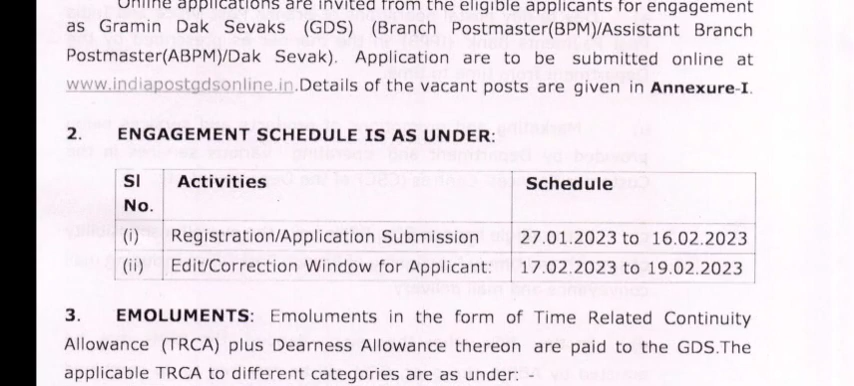 Online applications are invited from the eligible applicants for engagement
as Gramin Dak Sevaks (GDS) (Branch Postmaster(BPM)/Assistant Branch
Postmaster(ABPM)/Dak Sevak). Application are to be submitted online at
www.indiapostgdsonline.in.Details of the vacant posts are given in Annexure-I.
2. ENGAGEMENT SCHEDULE IS AS UNDER:
Sl No. Activities Schedule
(i) Registration/Application Submission 27.01.2023 to 16.02.2023
(ii) Edit/Correction Window for Applicant: 17.02.2023 to 19.02.2023
3. EMOLUMENTS: Emoluments in the form of Time Related Continuity
Allowance (TRCA) plus Dearness Allowance thereon are paid to the GDS.The
applicable TRCA to different categories are as under: -